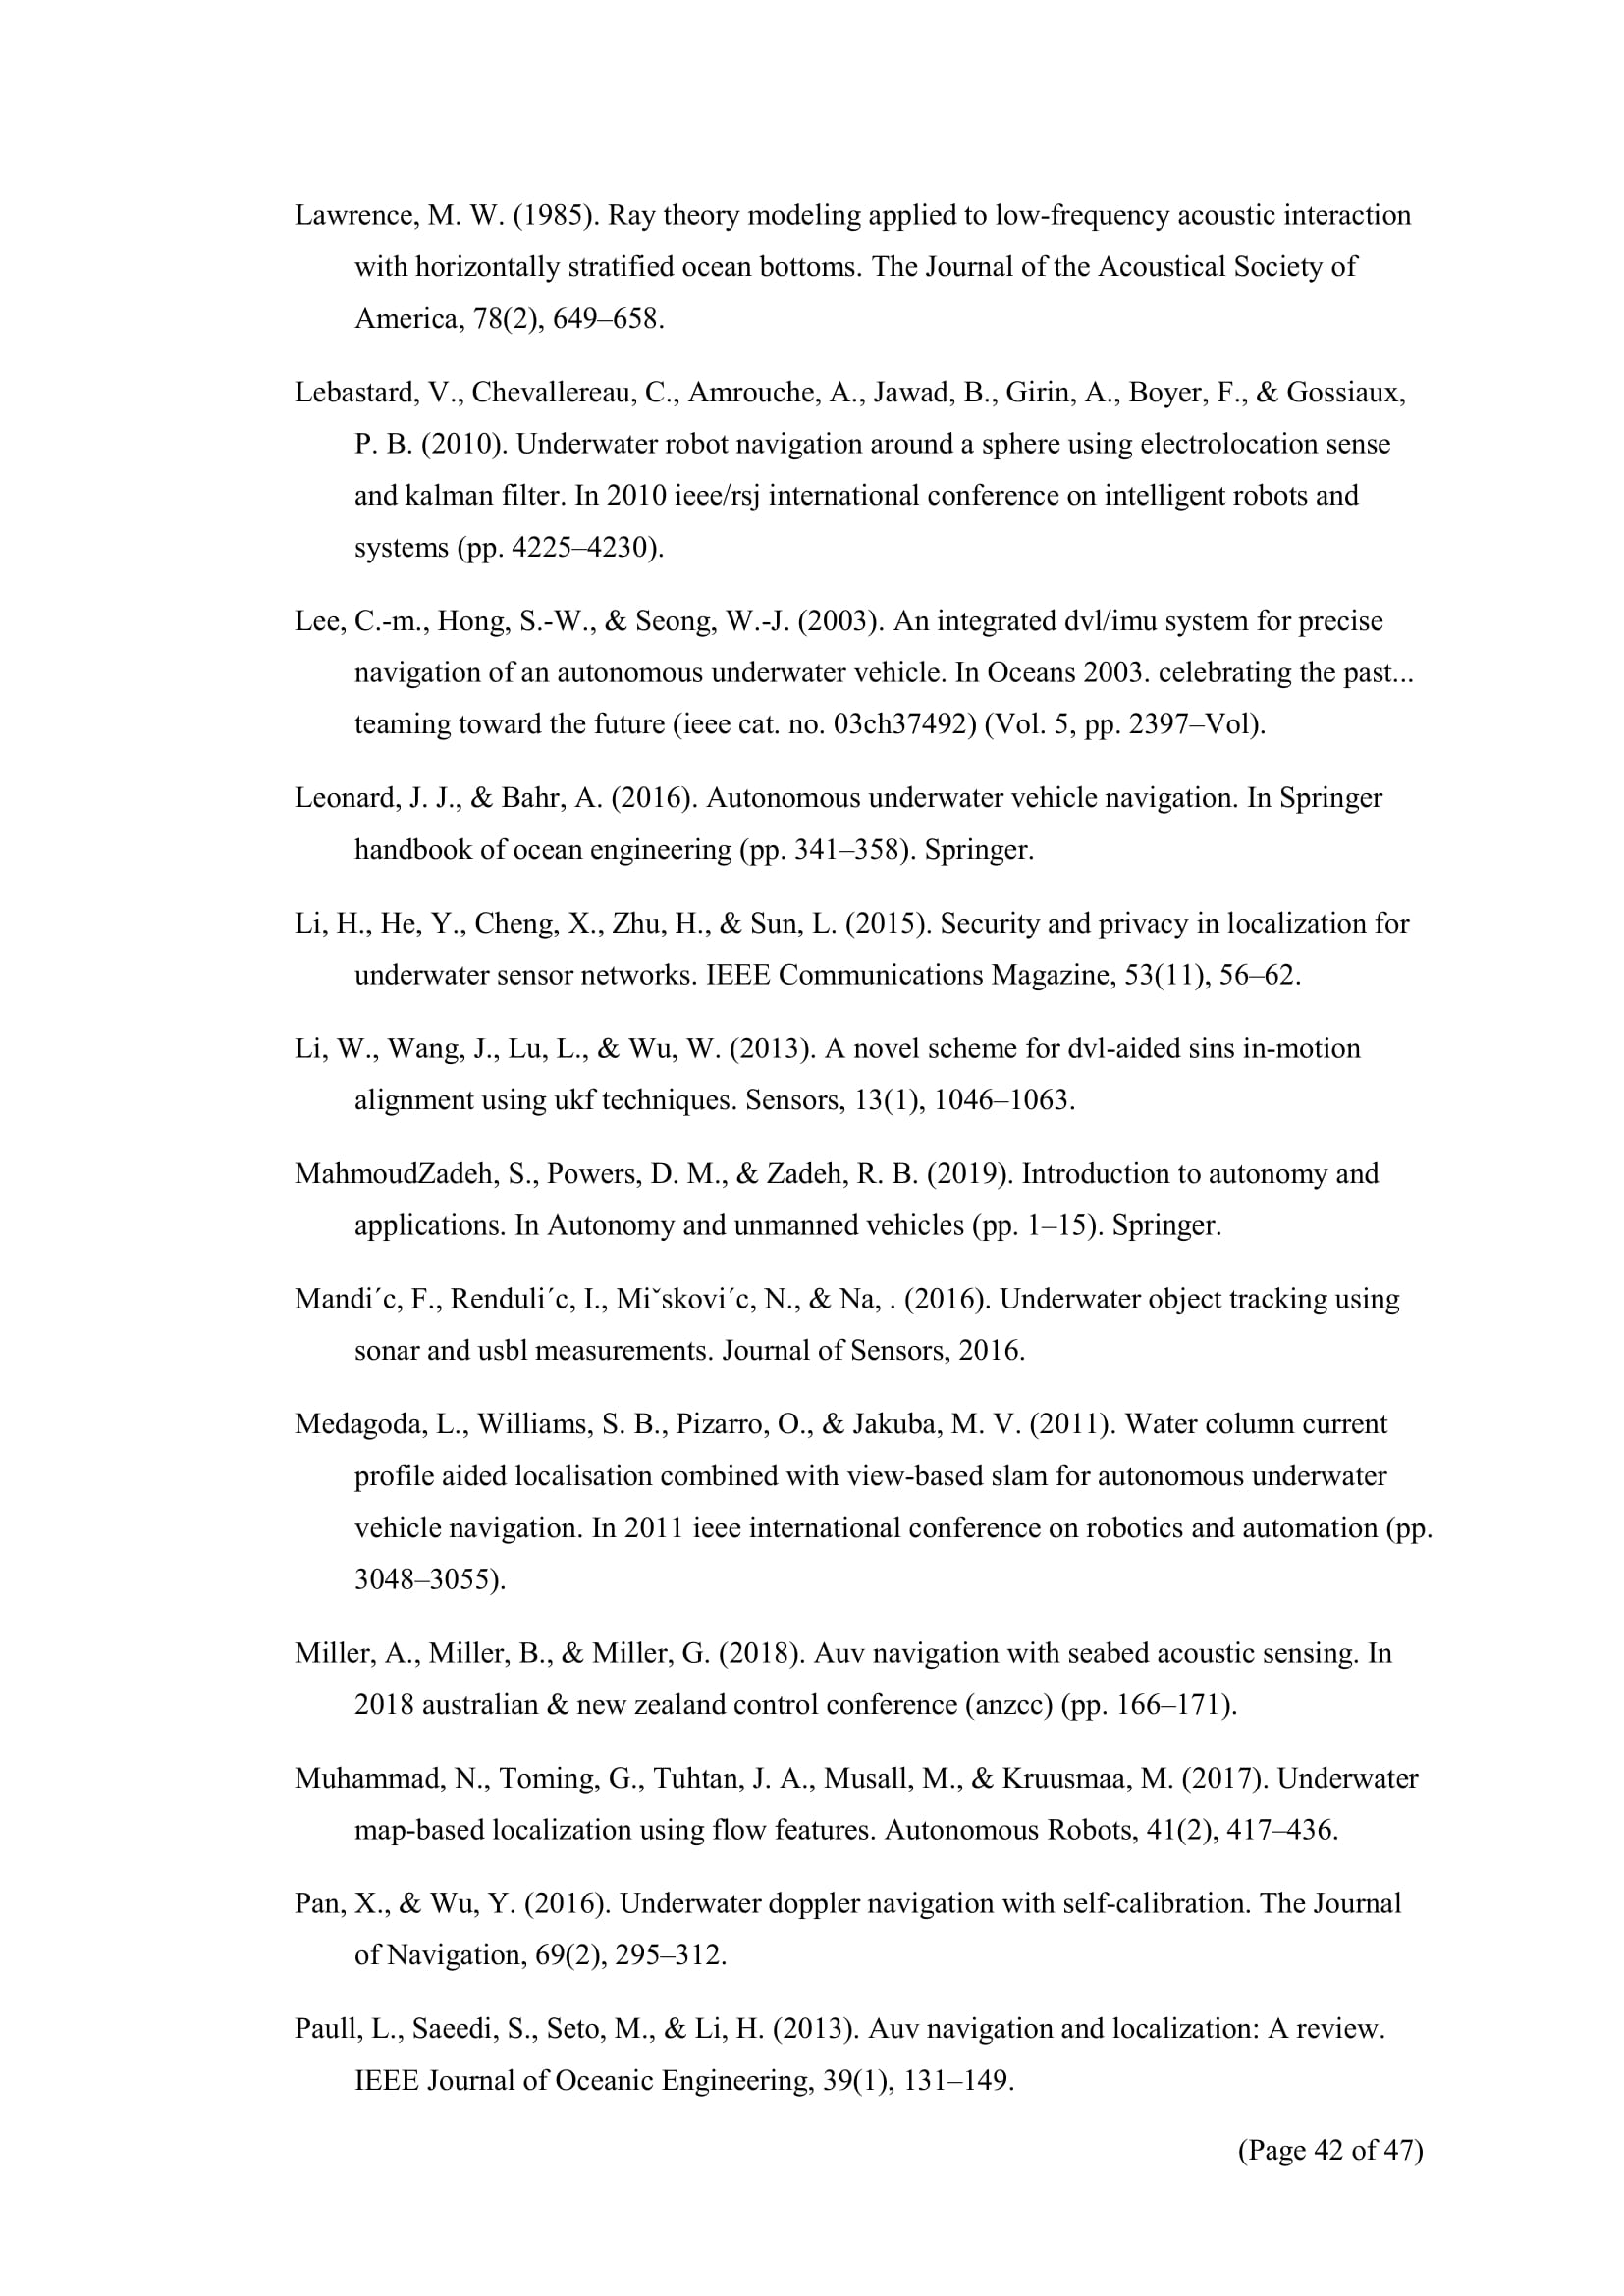 Lawrence, M. W. (1985). Ray theory modeling applied to low-frequency acoustic interaction
with horizontally stratified ocean bottoms. The Journal of the Acoustical Society of
America, 78(2), 649–658.
Lebastard, V., Chevallereau, C., Amrouche, A., Jawad, B., Girin, A., Boyer, F., & Gossiaux,
P. B. (2010). Underwater robot navigation around a sphere using electrolocation sense
and kalman filter. In 2010 ieee/rsj international conference on intelligent robots and
systems (pp. 4225–4230).
Lee, C.-m., Hong, S.-W., & Seong, W.-J. (2003). An integrated dvl/imu system for precise
navigation of an autonomous underwater vehicle. In Oceans 2003. celebrating the past...
teaming toward the future (ieee cat. no. 03ch37492) (Vol. 5, pp. 2397–Vol).
Leonard, J. J., & Bahr, A. (2016). Autonomous underwater vehicle navigation. In Springer
handbook of ocean engineering (pp. 341–358). Springer.
Li, H., He, Y., Cheng, X., Zhu, H., & Sun, L. (2015). Security and privacy in localization for
underwater sensor networks. IEEE Communications Magazine, 53(11), 56–62.
Li, W., Wang, J., Lu, L., & Wu, W. (2013). A novel scheme for dvl-aided sins in-motion
alignment using ukf techniques. Sensors, 13(1), 1046–1063.
MahmoudZadeh, S., Powers, D. M., & Zadeh, R. B. (2019). Introduction to autonomy and
applications. In Autonomy and unmanned vehicles (pp. 1–15). Springer.
Mandi´c, F., Renduli´c, I., Miˇskovi´c, N., & Na, . (2016). Underwater object tracking using
sonar and usbl measurements. Journal of Sensors, 2016.
Medagoda, L., Williams, S. B., Pizarro, O., & Jakuba, M. V. (2011). Water column current
profile aided localisation combined with view-based slam for autonomous underwater
vehicle navigation. In 2011 ieee international conference on robotics and automation (pp.
3048–3055).
Miller, A., Miller, B., & Miller, G. (2018). Auv navigation with seabed acoustic sensing. In
2018 australian & new zealand control conference (anzcc) (pp. 166–171).
Muhammad, N., Toming, G., Tuhtan, J. A., Musall, M., & Kruusmaa, M. (2017). Underwater
map-based localization using flow features. Autonomous Robots, 41(2), 417–436.
Pan, X., & Wu, Y. (2016). Underwater doppler navigation with self-calibration. The Journal
of Navigation, 69(2), 295–312.
Paull, L., Saeedi, S., Seto, M., & Li, H. (2013). Auv navigation and localization: A review.
IEEE Journal of Oceanic Engineering, 39(1), 131–149.
(Page 42 of 47)